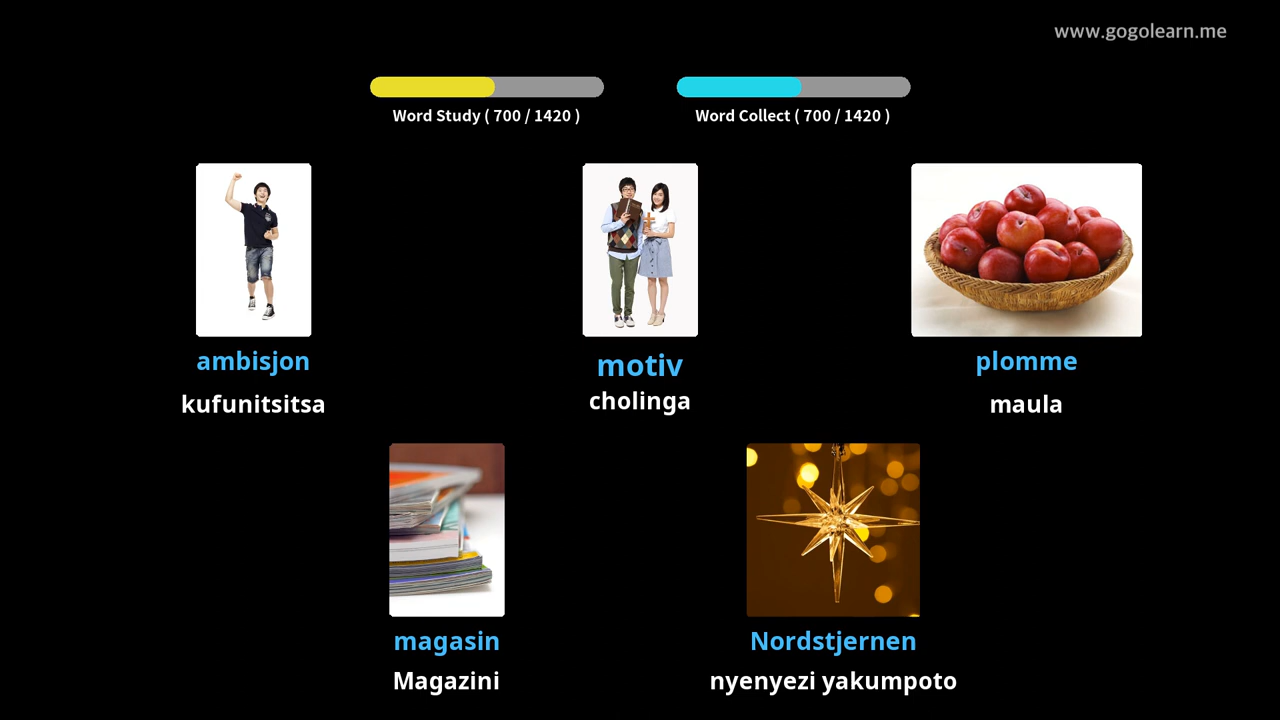 www.gogolearn.me
Word Study ( 700 / 1420 )
Word Collect ( 700 / 1420 )
ambisjon
kufunitsitsa
motiv
cholinga
plomme
maula
magasin
Magazini
Nordstjernen
nyenyezi yakumpoto